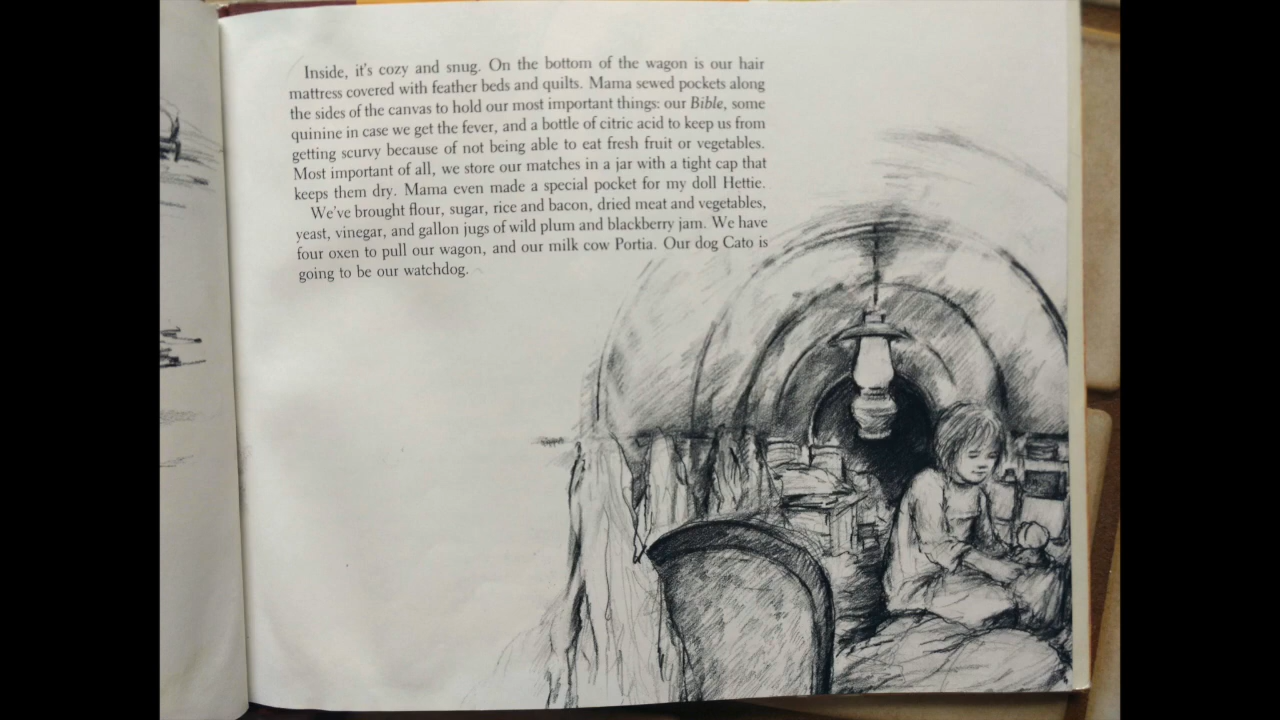 Inside, it's cozy and snug. On the bottom of the wagon is our hair
mattress covered with feather beds and quilts. Mama sewed pockets along
the sides of the canvas to hold our most important things: our Bible, some
quinine in case we get the fever, and a bottle of citric acid to keep us from
getting scurvy because of not being able to eat fresh fruit or vegetables.
Most important of all, we store our matches in a jar with a tight cap that
keeps them dry. Mama even made a special pocket for my doll Hettie.
We've brought flour, sugar, rice and bacon, dried meat and vegetables,
yeast, vinegar, and gallon jugs of wild plum and blackberry jam. We have
four oxen to pull our wagon, and our milk cow Portia. Our dog Cato is
going to be our watchdog.